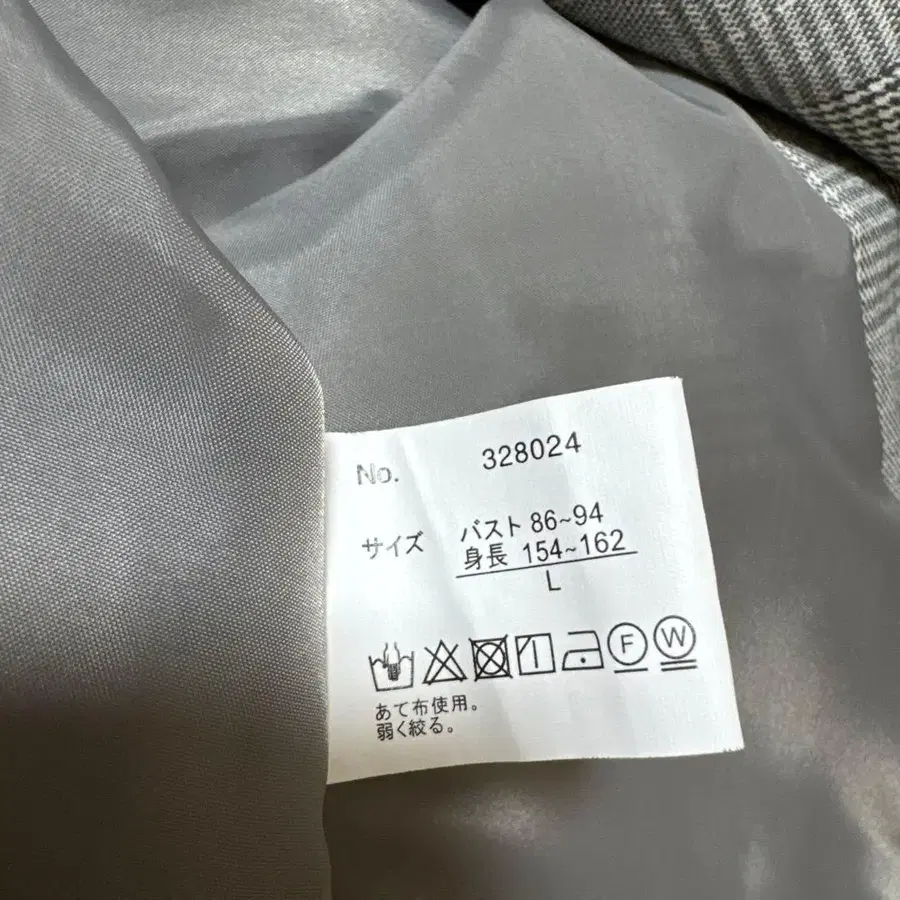 No. 328024
サイズ バスト 86~94
身長 154~162
L
F W
あて布使用。
弱く絞る。